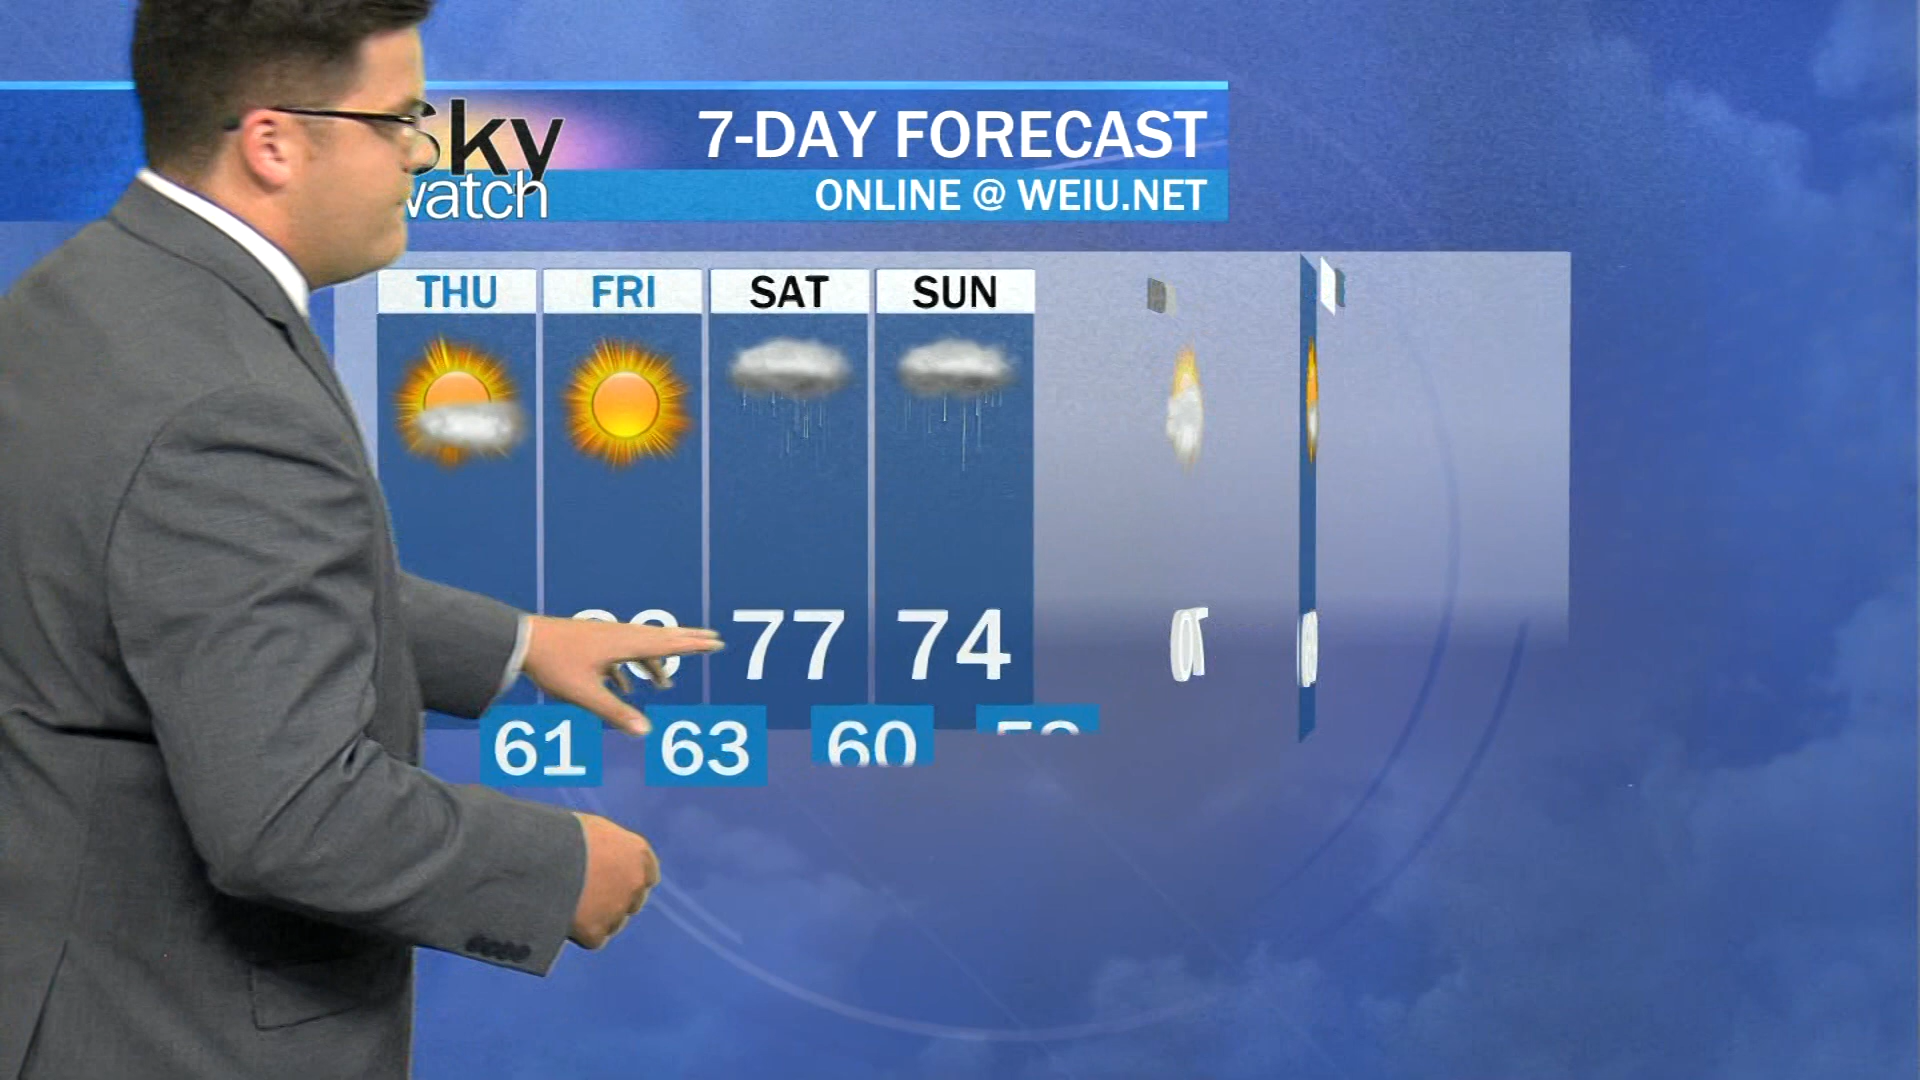 Sky
watch
7-DAY FORECAST
ONLINE @ WEIU.NET
THU FRI SAT SUN
77 74
61 63 60